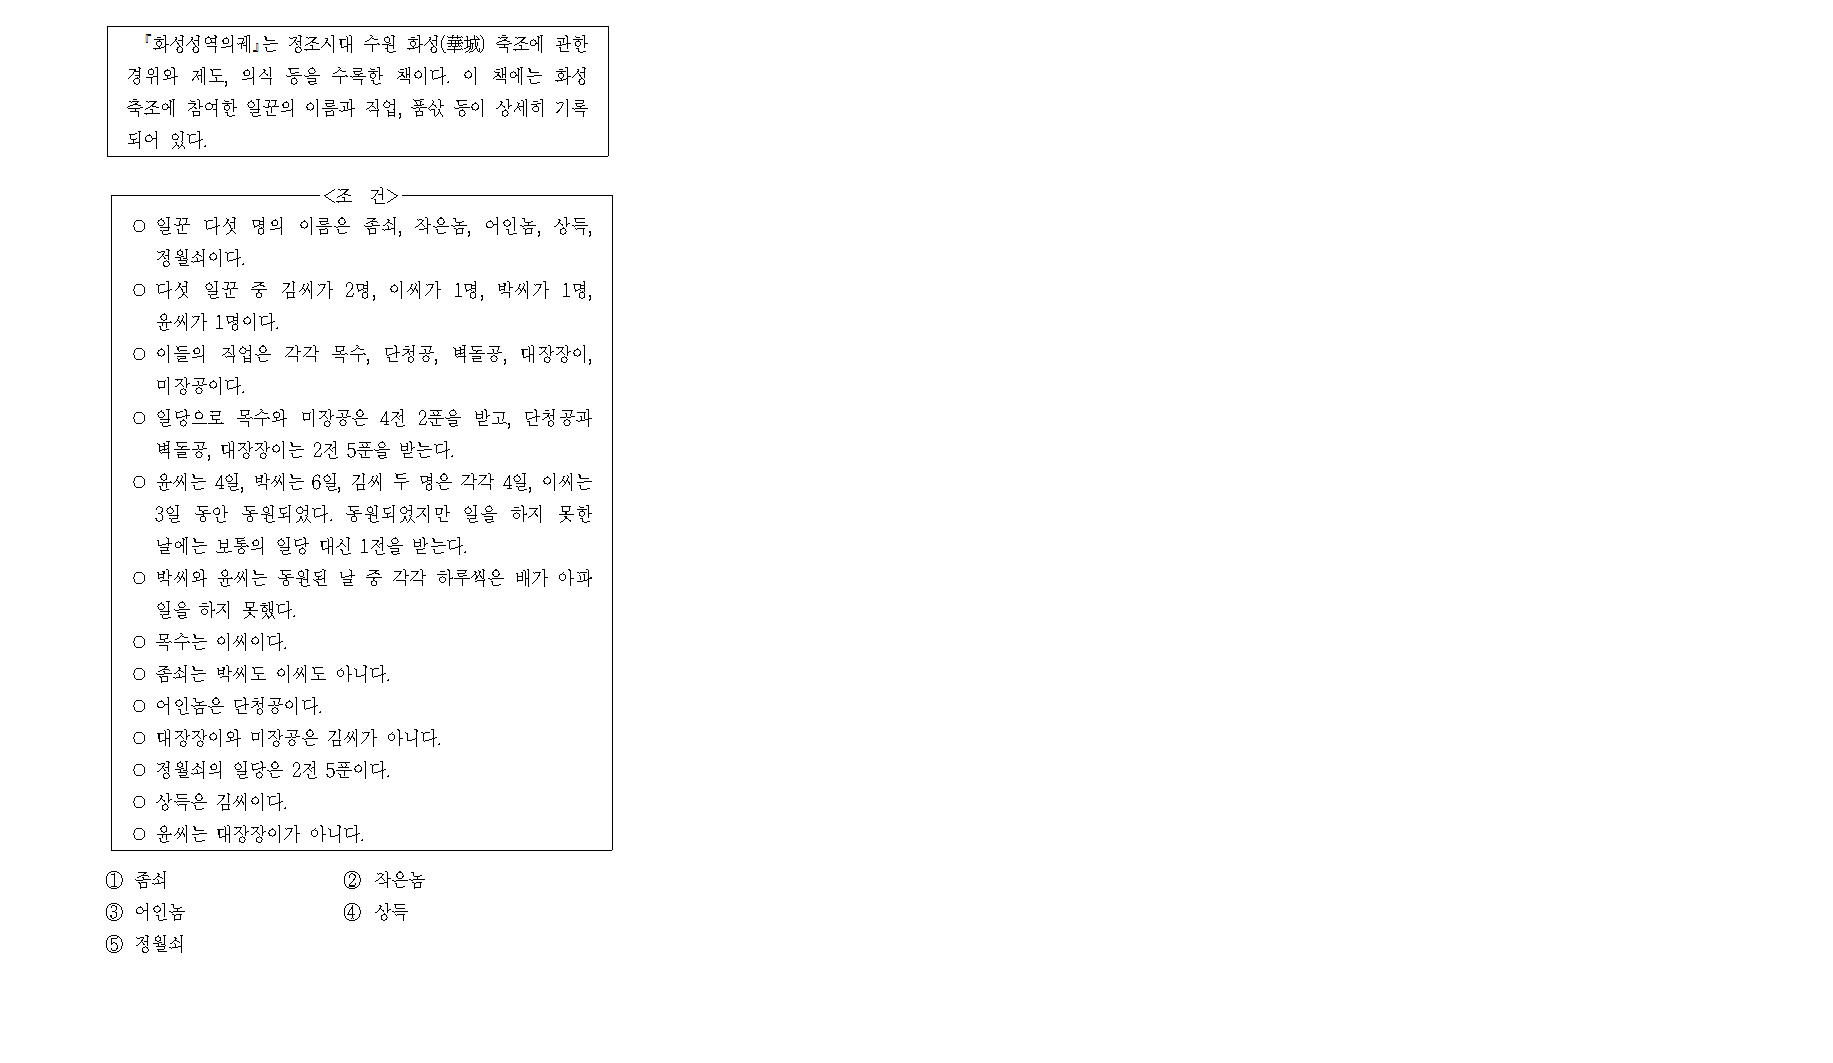 『화성성역의궤』는 정조시대 수원 화성(華城) 축조에 관한
경위와 제도, 의식 등을 수록한 책이다. 이 책에는 화성
축조에 참여한 일꾼의 이름과 직업, 품삯 등이 상세히 기록
되어 있다.
<조 건>
○ 일꾼 다섯 명의 이름은 좀쇠, 작은놈, 어인놈, 상득,
정월쇠이다.
○ 다섯 일꾼 중 김씨가 2명, 이씨가 1명, 박씨가 1명,
윤씨가 1명이다.
○ 이들의 직업은 각각 목수, 단청공, 벽돌공, 대장장이,
미장공이다.
○ 일당으로 목수와 미장공은 4전 2푼을 받고, 단청공과
벽돌공, 대장장이는 2전 5푼을 받는다.
○ 윤씨는 4일, 박씨는 6일, 김씨 두 명은 각각 4일, 이씨는
3일 동안 동원되었다. 동원되었지만 일을 하지 못한
날에는 보통의 일당 대신 1전을 받는다.
○ 박씨와 윤씨는 동원된 날 중 각각 하루씩은 배가 아파
일을 하지 못했다.
○ 목수는 이씨이다.
○ 좀쇠는 박씨도 이씨도 아니다.
○ 어인놈은 단청공이다.
○ 대장장이와 미장공은 김씨가 아니다.
○ 정월쇠의 일당은 2전 5푼이다.
○ 상득은 김씨이다.
○ 윤씨는 대장장이가 아니다.
① 좀쇠 ② 작은놈
③ 어인놈 ④ 상득
⑤ 정월쇠